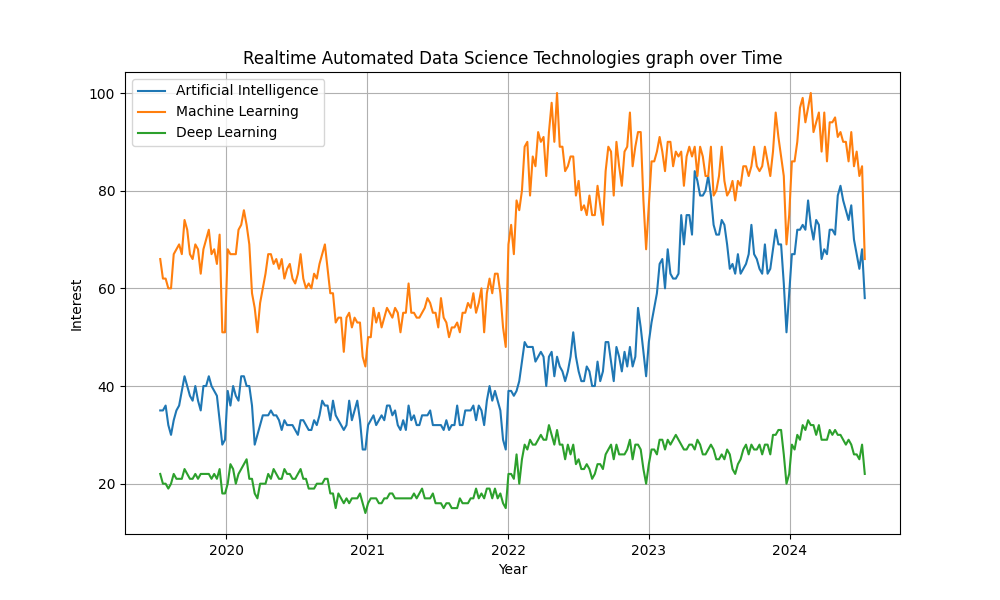 Realtime Automated Data Science Technologies graph over Time
Artificial Intelligence
Machine Learning
Deep Learning
100
80
60
40
20
Interest
2020 2021 2022 2023 2024
Year